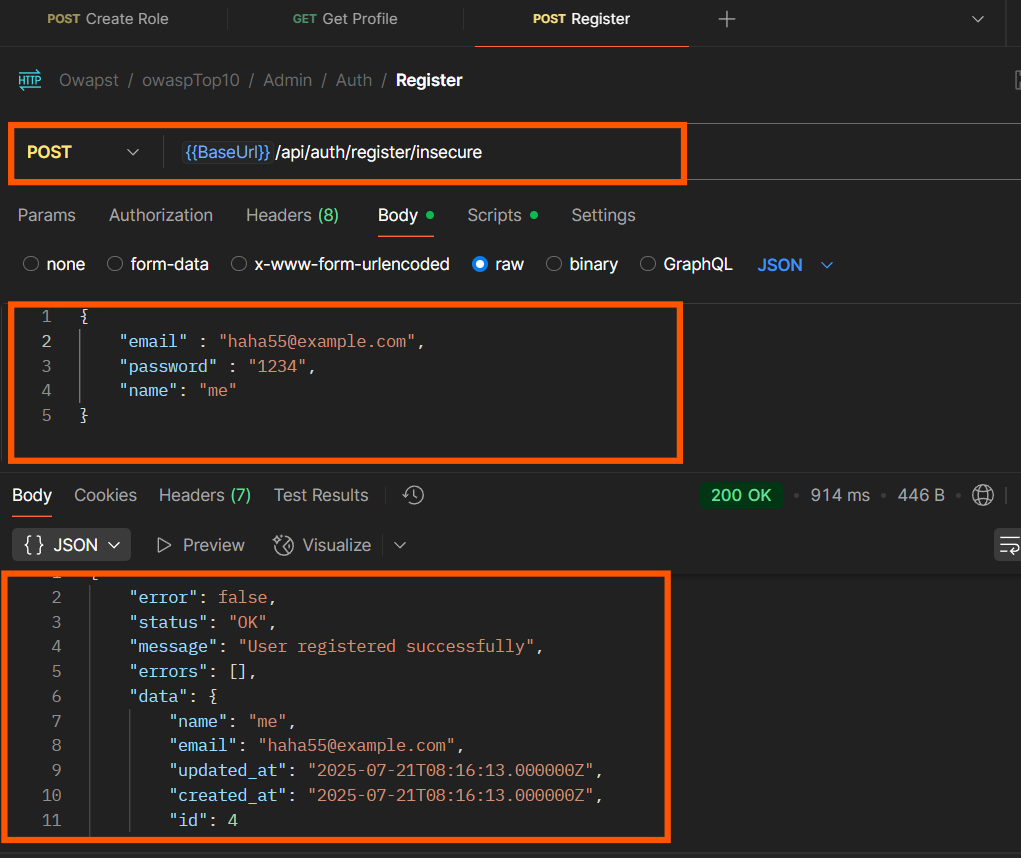 POST Create Role GET Get Profile POST Register
HTTP Owapst / owaspTop10 / Admin / Auth / Register
POST {{BaseUrl}} /api/auth/register/insecure
Params Authorization Headers (8) Body Scripts Settings
none form-data x-www-form-urlencoded raw binary GraphQL JSON
1 {
2 "email" : "haha55@example.com",
3 "password" : "1234",
4 "name": "me"
5 }
Body Cookies Headers (7) Test Results 200 OK • 914 ms • 446 B •
{} JSON Preview Visualize
2 "error": false,
3 "status": "OK",
4 "message": "User registered successfully",
5 "errors": [],
6 "data": {
7 "name": "me",
8 "email": "haha55@example.com",
9 "updated_at": "2025-07-21T08:16:13.000000Z",
10 "created_at": "2025-07-21T08:16:13.000000Z",
11 "id": 4